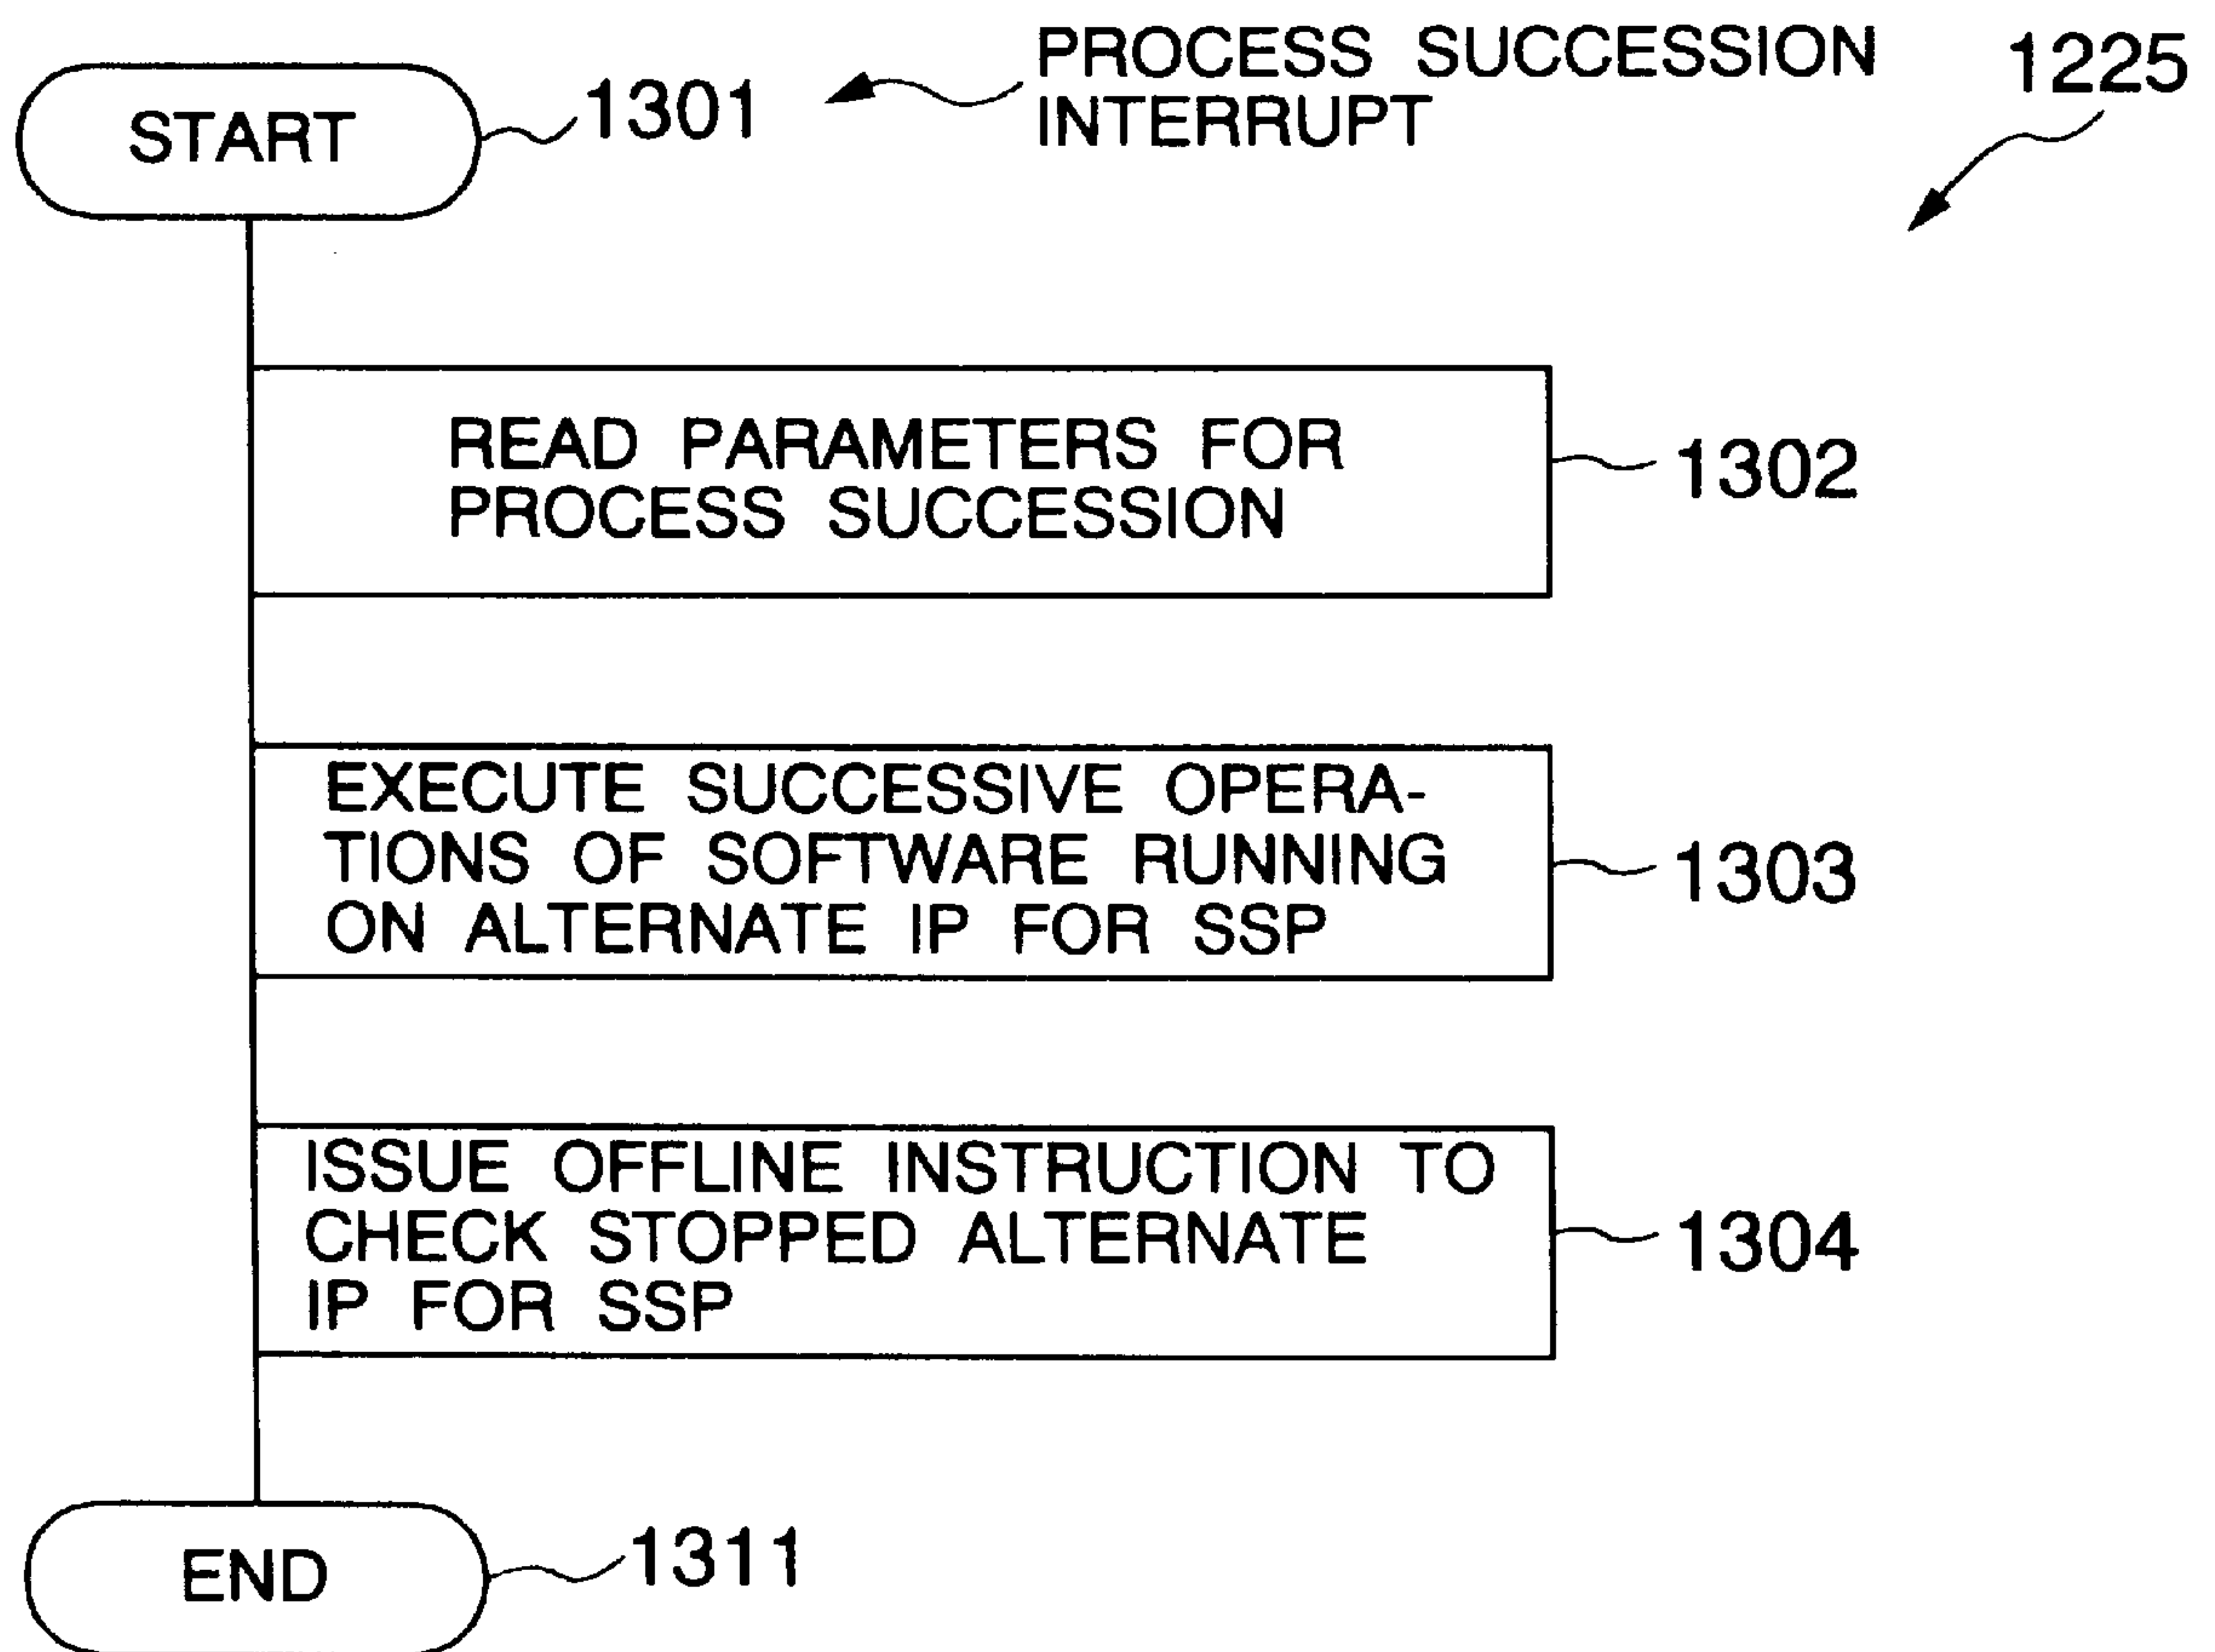 PROCESS SUCCESSION
INTERRUPT
1225
START
1301
READ PARAMETERS FOR
PROCESS SUCCESSION
1302
EXECUTE SUCCESSIVE OPERA-
TIONS OF SOFTWARE RUNNING
ON ALTERNATE IP FOR SSP
1303
ISSUE OFFLINE INSTRUCTION TO
CHECK STOPPED ALTERNATE
IP FOR SSP
1304
END
1311